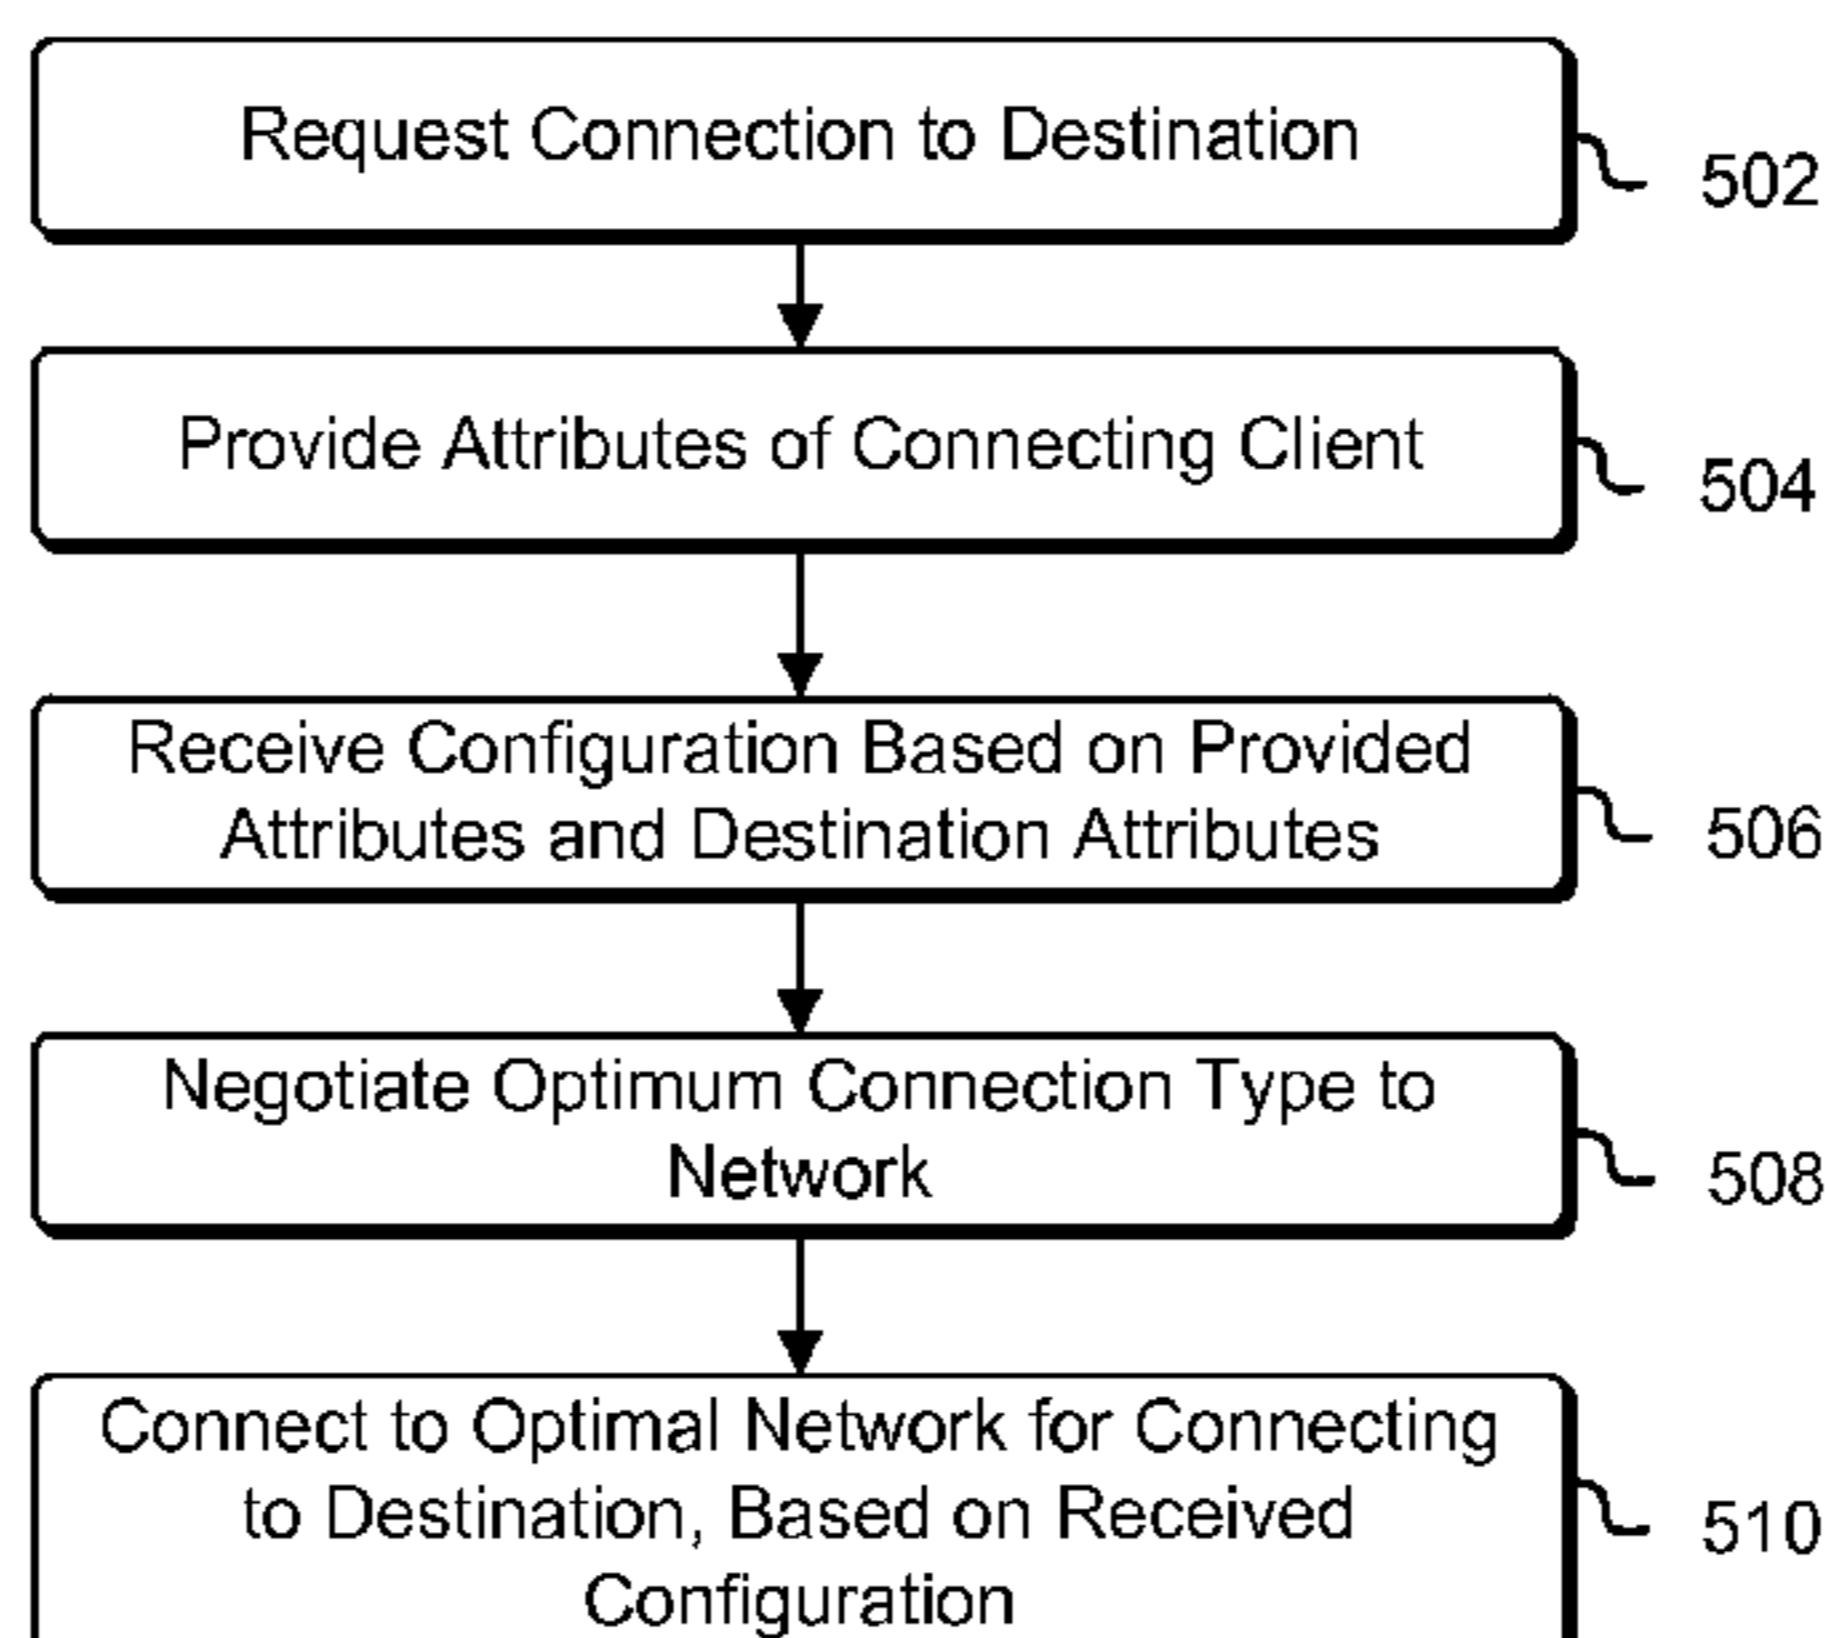 Request Connection to Destination
502
Provide Attributes of Connecting Client
504
Receive Configuration Based on Provided
Attributes and Destination Attributes
506
Negotiate Optimum Connection Type to
Network
508
Connect to Optimal Network for Connecting
to Destination, Based on Received
Configuration
510